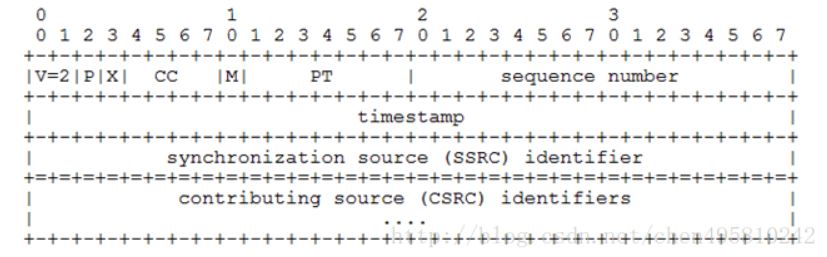 0 1 2 3
0 1 2 3 4 5 6 7 0 1 2 3 4 5 6 7 0 1 2 3 4 5 6 7 0 1 2 3 4 5 6 7
+-+-+-+-+-+-+-+-+-+-+-+-+-+-+-+-+-+-+-+-+-+-+-+-+-+-+-+-+-+-+-+-+
|V=2|P|X| CC |M| PT | sequence number |
+-+-+-+-+-+-+-+-+-+-+-+-+-+-+-+-+-+-+-+-+-+-+-+-+-+-+-+-+-+-+-+-+
| timestamp |
+-+-+-+-+-+-+-+-+-+-+-+-+-+-+-+-+-+-+-+-+-+-+-+-+-+-+-+-+-+-+-+-+
| synchronization source (SSRC) identifier |
+=+=+=+=+=+=+=+=+=+=+=+=+=+=+=+=+=+=+=+=+=+=+=+=+=+=+=+=+=+=+=+=+
| contributing source (CSRC) identifiers |
| .... |
+-+-+-+-+-+-+-+-+-+-+-+-+-+-+-+-+-+-+-+-+-+-+-+-+-+-+-+-+-+-+-+-+
http://blog.csdn.net/chen495810242